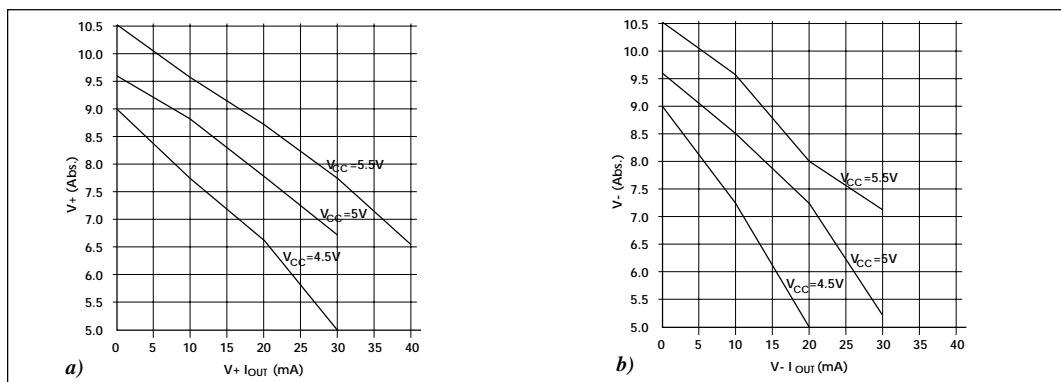 V+ (Abs.)
10.5
10.0
9.5
9.0
8.5
8.0
7.5
7.0
6.5
6.0
5.5
5.0
VCC=5.5V
VCC=5V
VCC=4.5V
0 5 10 15 20 25 30 35 40
a)
V+ IOUT (mA)
V- (Abs.)
10.5
10.0
9.5
9.0
8.5
8.0
7.5
7.0
6.5
6.0
5.5
5.0
VCC=5.5V
VCC=5V
VCC=4.5V
0 5 10 15 20 25 30 35 40
b)
V- IOUT (mA)